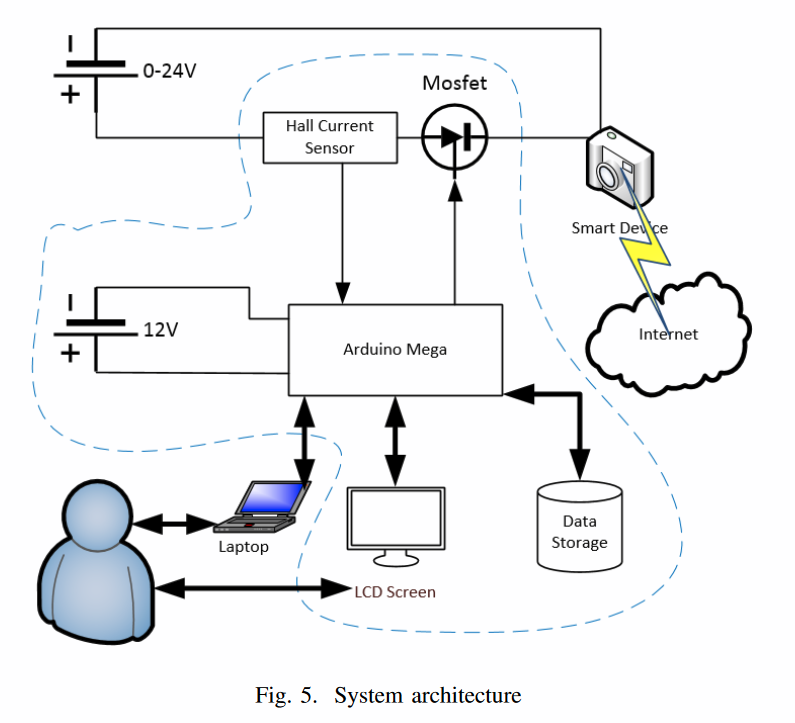 0-24V
+
Mosfet
Hall Current
Sensor
Smart Device
12V
+
Arduino Mega
Internet
Laptop
LCD Screen
Data
Storage
Fig. 5. System architecture